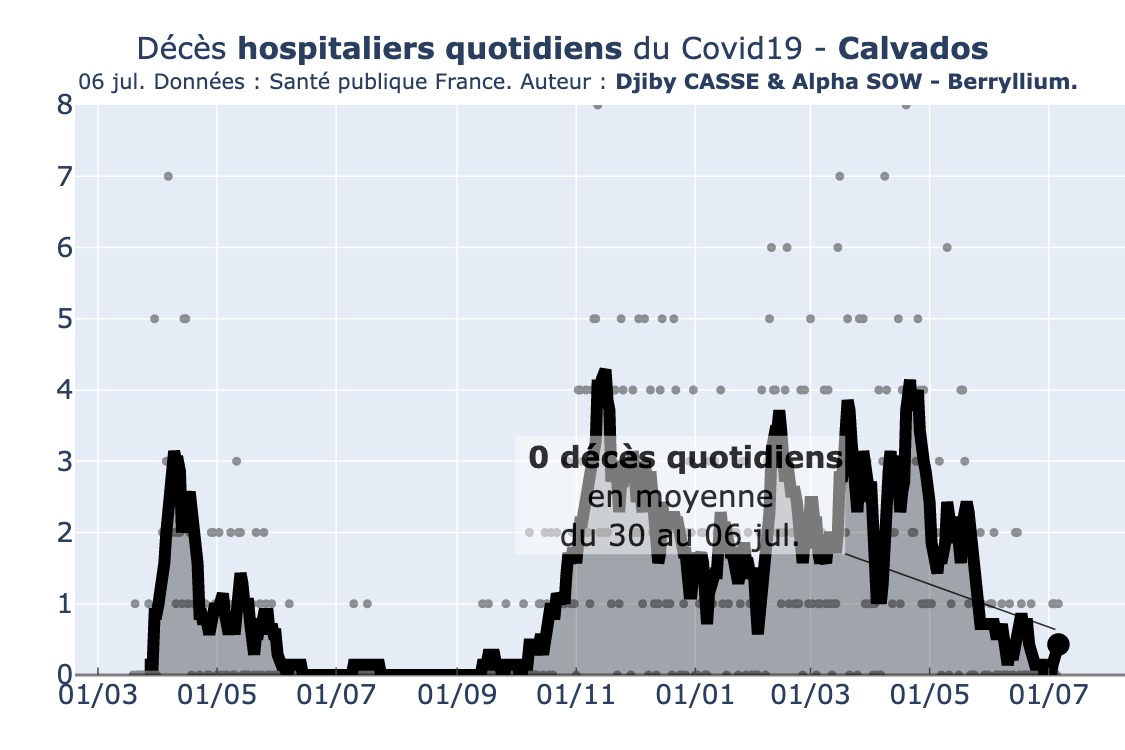 Décès hospitaliers quotidiens du Covid19 - Calvados
06 jul. Données : Santé publique France. Auteur : Djiby CASSE & Alpha SOW - Berryllium.
8
7
6
5
4
3
2
1
0
0 décès quotidiens
en moyenne
du 30 au 06 jul.
01/03 01/05 01/07 01/09 01/11 01/01 01/03 01/05 01/07